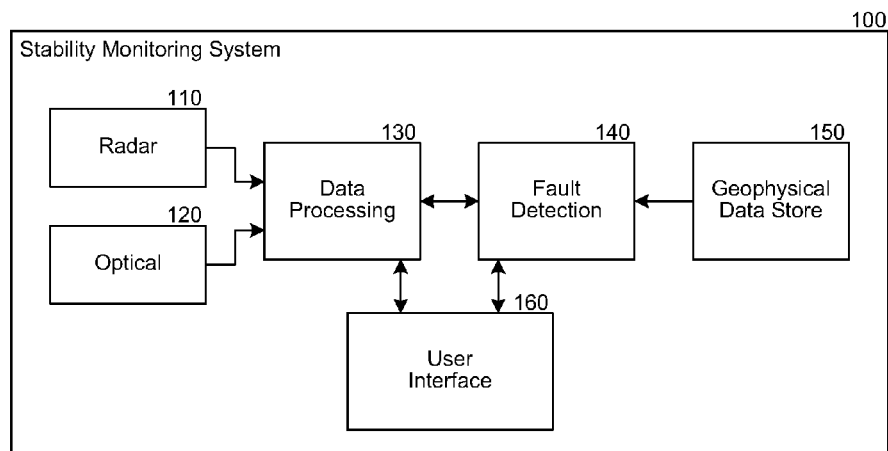 100
Stability Monitoring System
110
Radar
120
Optical
130
Data
Processing
140
Fault
Detection
150
Geophysical
Data Store
160
User
Interface